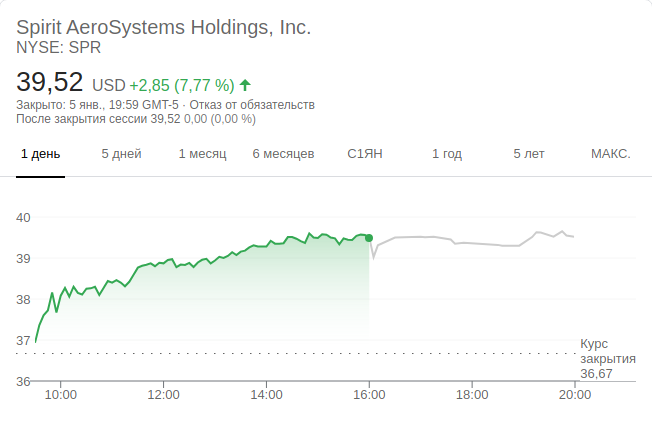 Spirit AeroSystems Holdings, Inc.
NYSE: SPR
39,52 USD +2,85 (7,77 %)
Закрыто: 5 янв., 19:59 GMT-5 · Отказ от обязательств
После закрытия сессии 39,52 0,00 (0,00 %)
1 день 5 дней 1 месяц 6 месяцев С1ЯН 1 год 5 лет МАКС.
40
39
38
37
Курс
закрытия
36,67
36
10:00 12:00 14:00 16:00 18:00 20:00